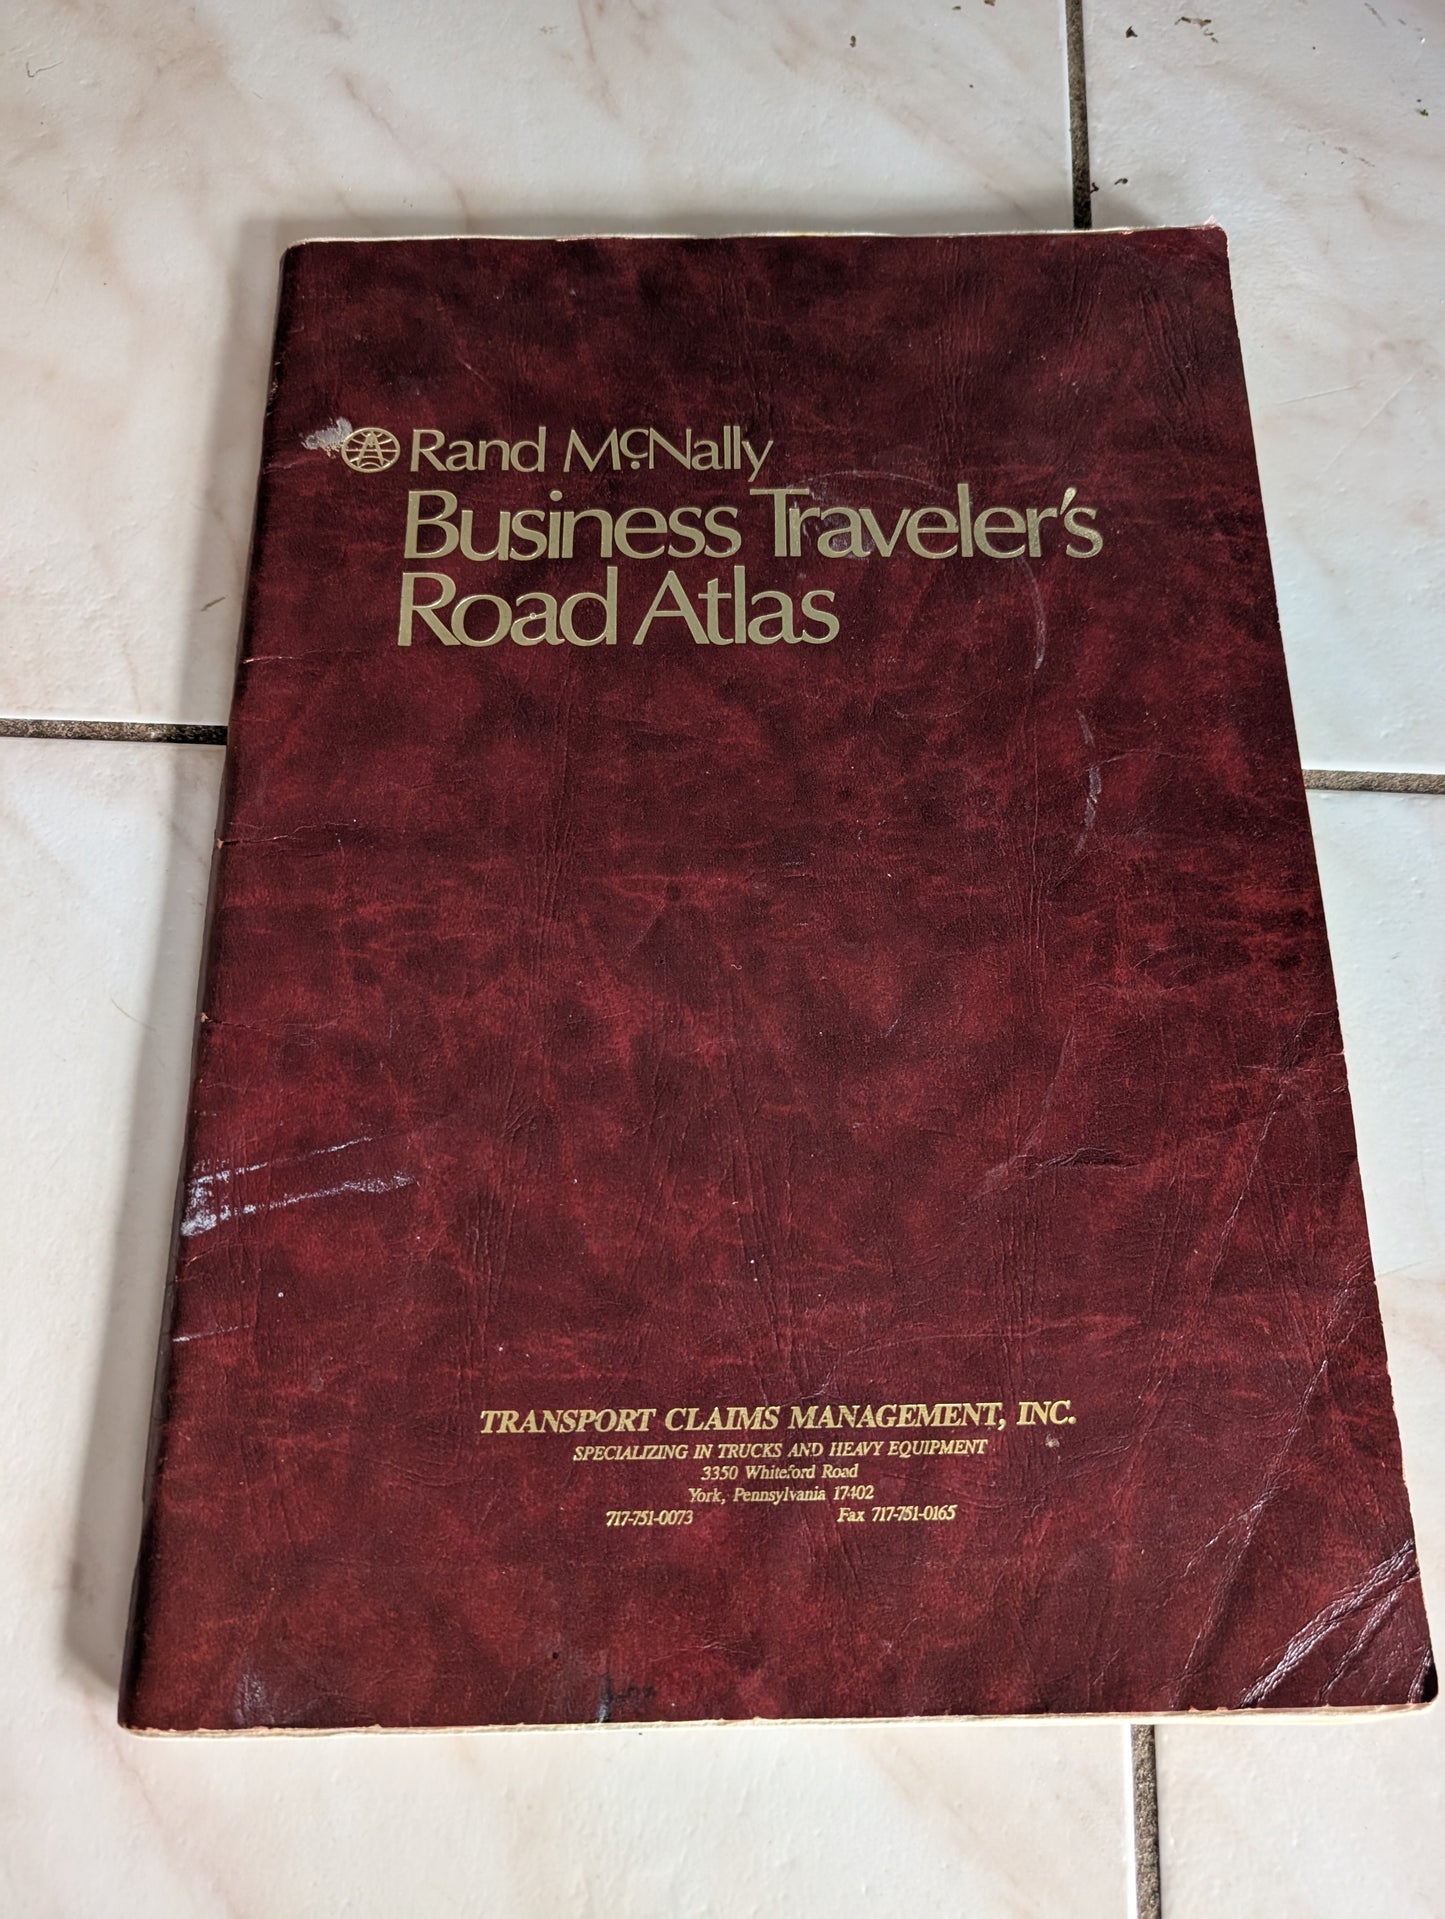 Rand McNally
Business Traveler's
Road Atlas
TRANSPORT CLAIMS MANAGEMENT, INC.
SPECIALIZING IN TRUCKS AND HEAVY EQUIPMENT
3350 Whiteford Road
York, Pennsylvania 17402
717-751-0073 Fax 717-751-0165